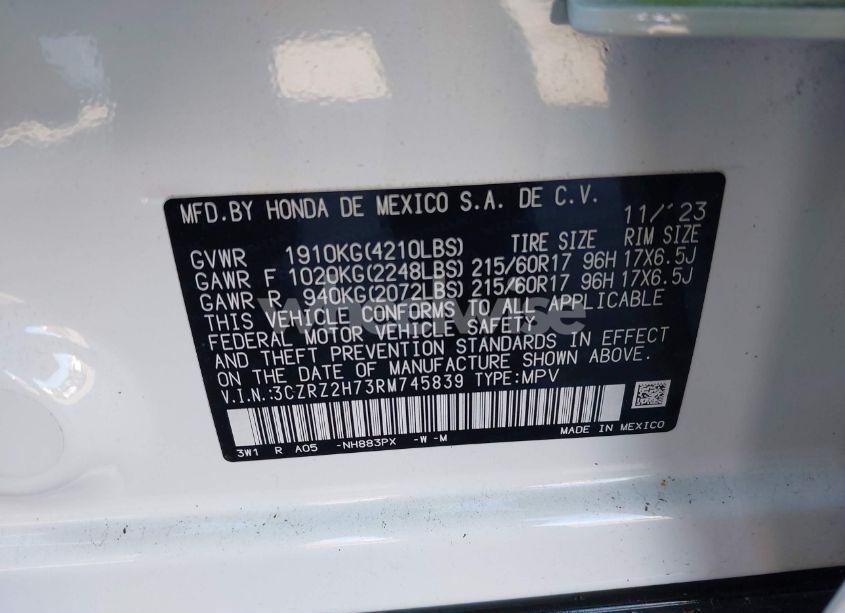 MFD.BY HONDA DE MEXICO S.A. DE C.V. 11/'23
TIRE SIZE RIM SIZE
GVWR 1910KG(4210LBS)
GAWR F 1020KG(2248LBS) 215/60R17 96H 17X6.5J
GAWR R 940KG(2072LBS) 215/60R17 96H 17X6.5J
THIS VEHICLE CONFORMS TO ALL APPLICABLE
FEDERAL MOTOR VEHICLE SAFETY
AND THEFT PREVENTION STANDARDS IN EFFECT
ON THE DATE OF MANUFACTURE SHOWN ABOVE.
V.I.N.:3CZRZ2H73RM745839 TYPE:MPV
3W1 R A05 -NH883PX -W -M MADE IN MEXICO
wheelwise